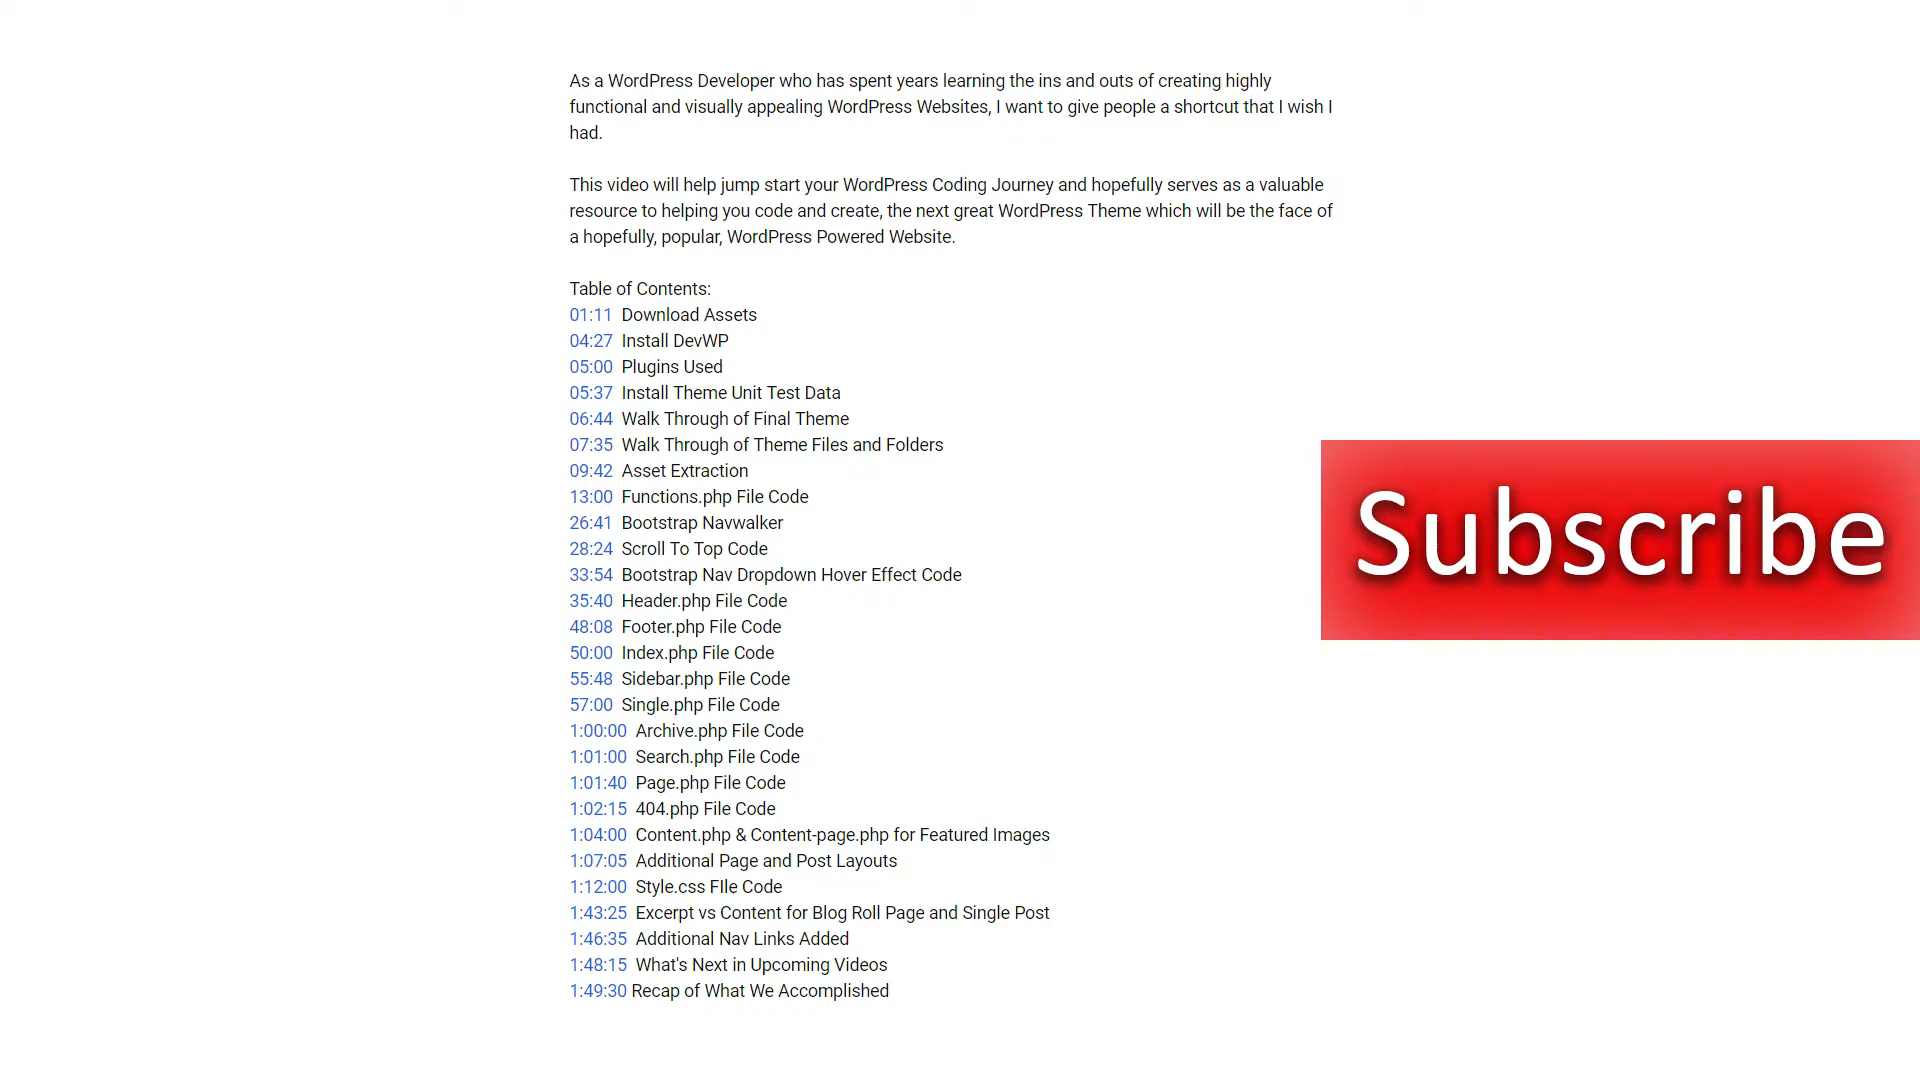 As a WordPress Developer who has spent years learning the ins and outs of creating highly
functional and visually appealing WordPress Websites, I want to give people a shortcut that I wish I
had.
This video will help jump start your WordPress Coding Journey and hopefully serves as a valuable
resource to helping you code and create, the next great WordPress Theme which will be the face of
a hopefully, popular, WordPress Powered Website.
Table of Contents:
01:11 Download Assets
04:27 Install DevWP
05:00 Plugins Used
05:37 Install Theme Unit Test Data
06:44 Walk Through of Final Theme
07:35 Walk Through of Theme Files and Folders
09:42 Asset Extraction
13:00 Functions.php File Code
26:41 Bootstrap Navwalker
28:24 Scroll To Top Code
33:54 Bootstrap Nav Dropdown Hover Effect Code
35:40 Header.php File Code
48:08 Footer.php File Code
50:00 Index.php File Code
55:48 Sidebar.php File Code
57:00 Single.php File Code
1:00:00 Archive.php File Code
1:01:00 Search.php File Code
1:01:40 Page.php File Code
1:02:15 404.php File Code
1:04:00 Content.php & Content-page.php for Featured Images
1:07:05 Additional Page and Post Layouts
1:12:00 Style.css FIle Code
1:43:25 Excerpt vs Content for Blog Roll Page and Single Post
1:46:35 Additional Nav Links Added
1:48:15 What's Next in Upcoming Videos
1:49:30 Recap of What We Accomplished
Subscribe